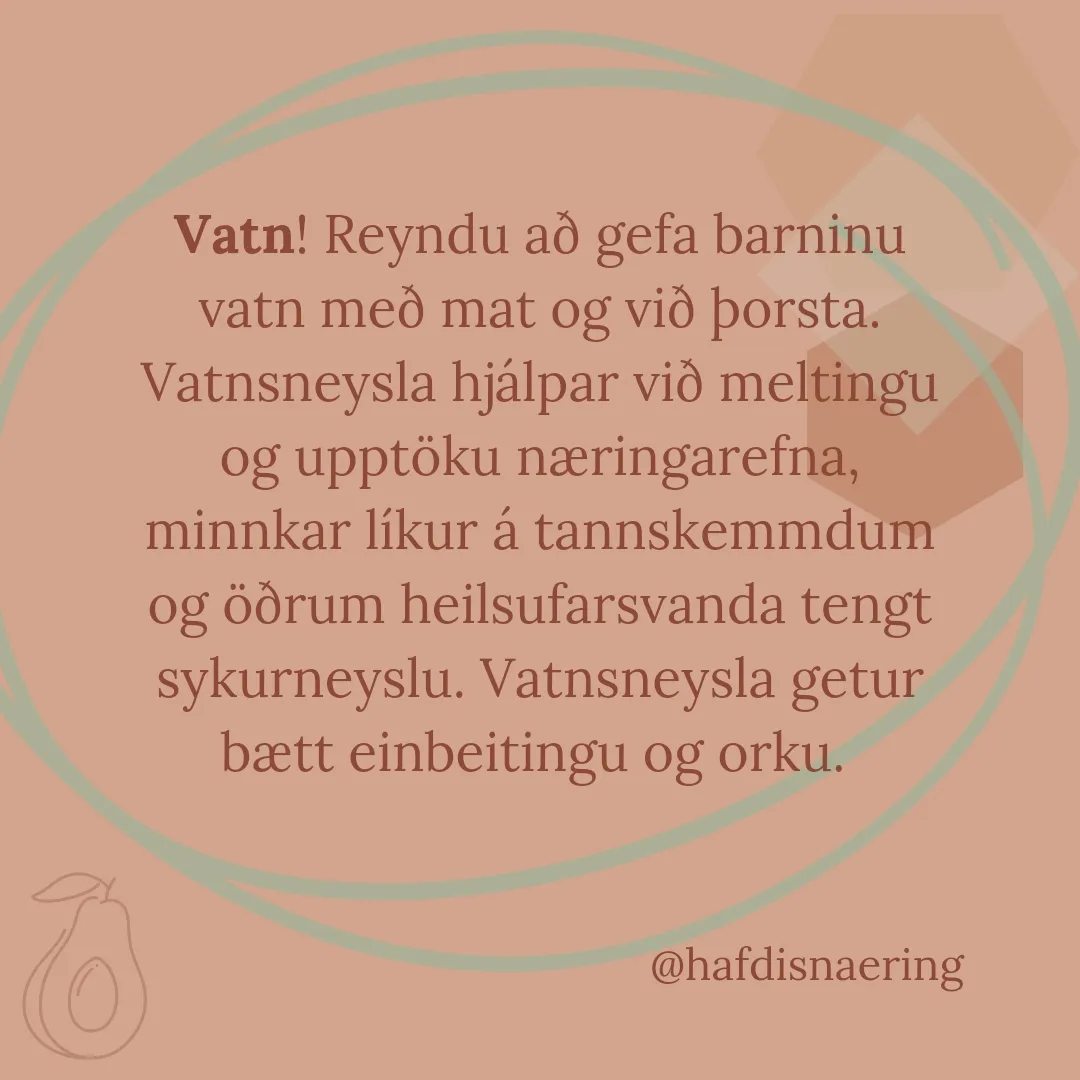 Vatn! Reyndu að gefa barninu
vatn með mat og við þorsta.
Vatnsneysla hjálpar við meltingu
og upptöku næringarefna,
minnkar líkur á tannskemmdum
og öðrum heilsufarsvanda tengt
sykurneyslu. Vatnsneysla getur
bætt einbeitingu og orku.
@hafdisnaering